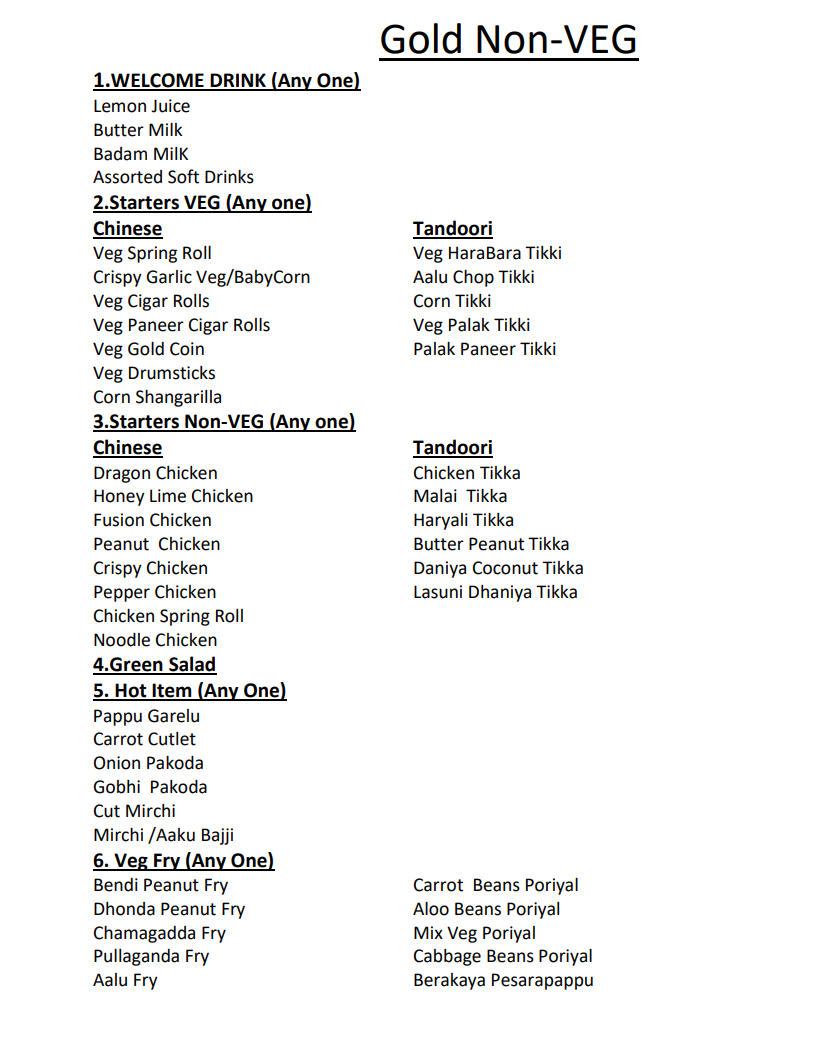 Gold Non-VEG
1.WELCOME DRINK (Any One)
Lemon Juice
Butter Milk
Badam MilK
Assorted Soft Drinks
2.Starters VEG (Any one)
Chinese Tandoori
Veg Spring Roll Veg HaraBara Tikki
Crispy Garlic Veg/BabyCorn Aalu Chop Tikki
Veg Cigar Rolls Corn Tikki
Veg Paneer Cigar Rolls Veg Palak Tikki
Veg Gold Coin Palak Paneer Tikki
Veg Drumsticks
Corn Shangarilla
3.Starters Non-VEG (Any one)
Chinese Tandoori
Dragon Chicken Chicken Tikka
Honey Lime Chicken Malai  Tikka
Fusion Chicken Haryali Tikka
Peanut  Chicken Butter Peanut Tikka
Crispy Chicken Daniya Coconut Tikka
Pepper Chicken Lasuni Dhaniya Tikka
Chicken Spring Roll
Noodle Chicken
4.Green Salad
5. Hot Item (Any One)
Pappu Garelu
Carrot Cutlet
Onion Pakoda
Gobhi  Pakoda
Cut Mirchi
Mirchi /Aaku Bajji
6. Veg Fry (Any One)
Bendi Peanut Fry Carrot  Beans Poriyal
Dhonda Peanut Fry Aloo Beans Poriyal
Chamagadda Fry Mix Veg Poriyal
Pullaganda Fry Cabbage Beans Poriyal
Aalu Fry Berakaya Pesarapappu